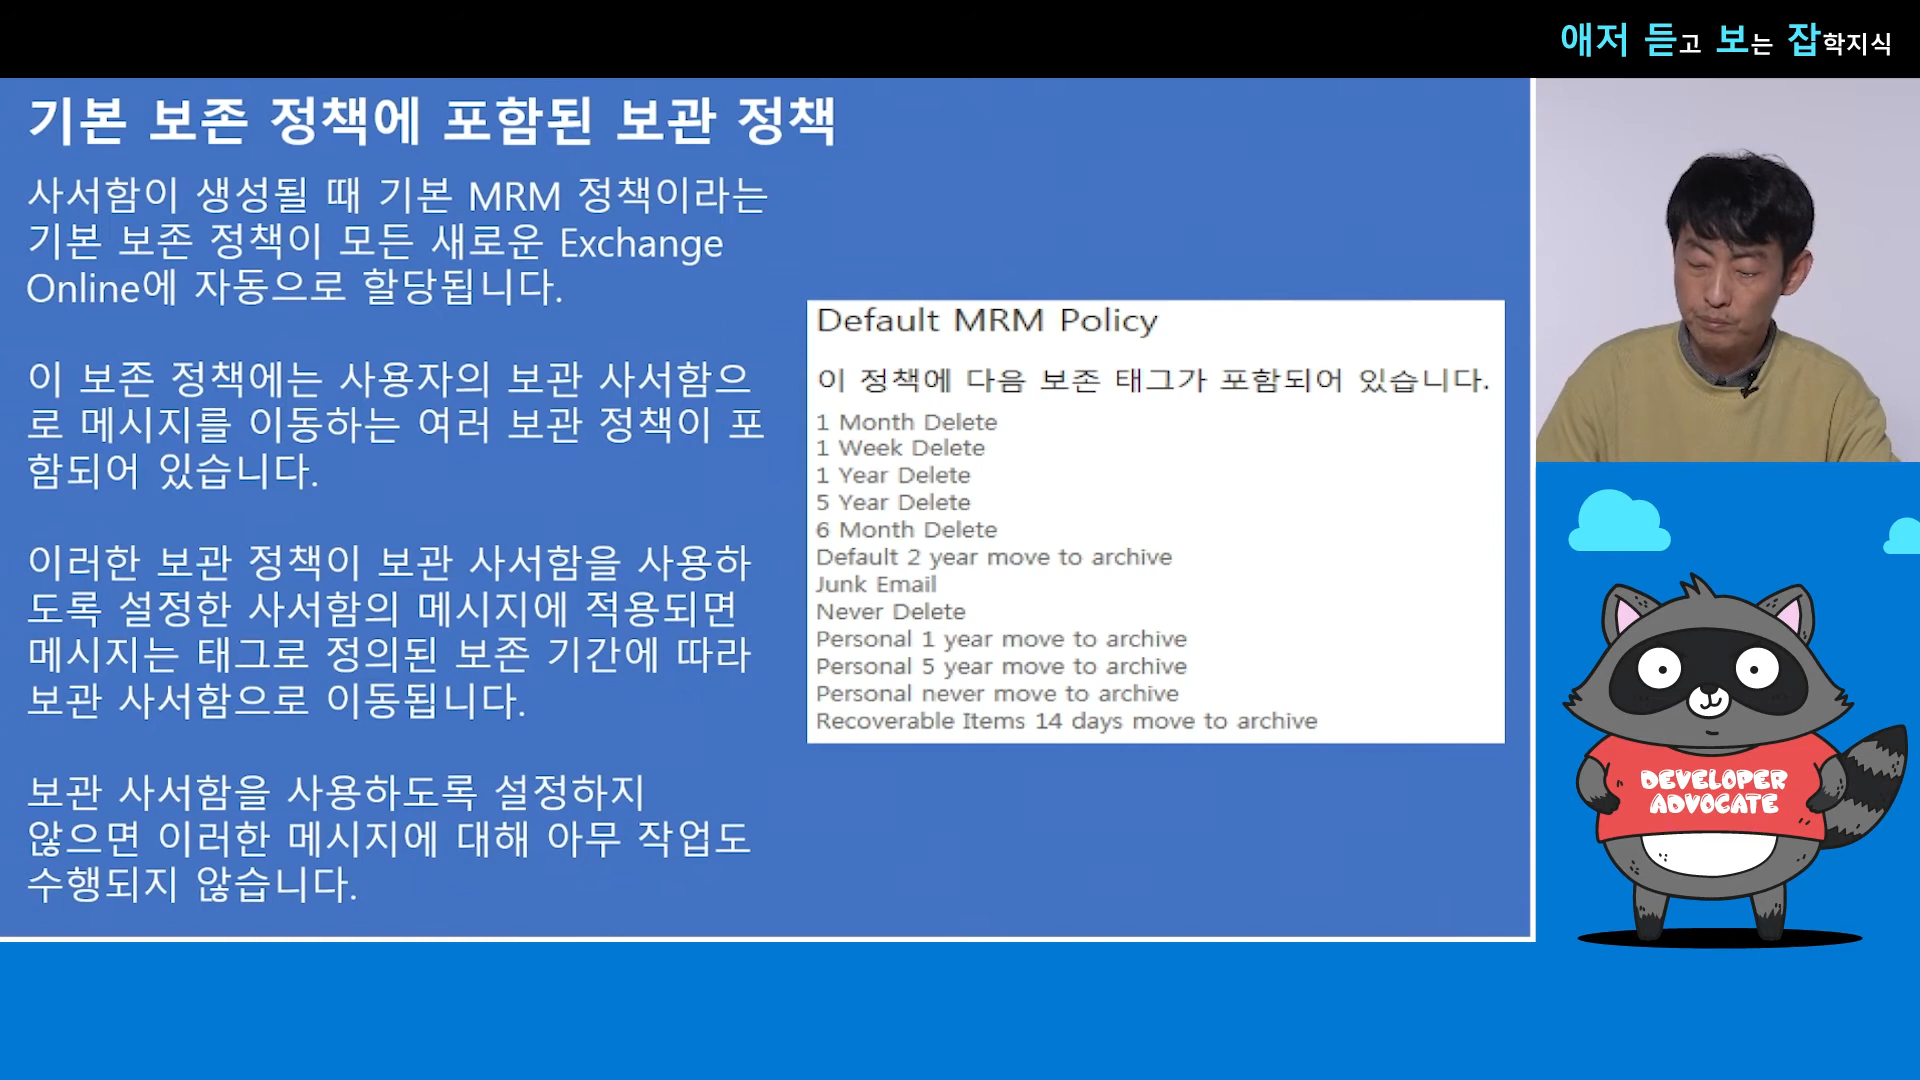 애저 듣고 보는 잡학지식
기본 보존 정책에 포함된 보관 정책
사서함이 생성될 때 기본 MRM 정책이라는
기본 보존 정책이 모든 새로운 Exchange
Online에 자동으로 할당됩니다.
이 보존 정책에는 사용자의 보관 사서함으
로 메시지를 이동하는 여러 보관 정책이 포
함되어 있습니다.
이러한 보관 정책이 보관 사서함을 사용하
도록 설정한 사서함의 메시지에 적용되면
메시지는 태그로 정의된 보존 기간에 따라
보관 사서함으로 이동됩니다.
보관 사서함을 사용하도록 설정하지
않으면 이러한 메시지에 대해 아무 작업도
수행되지 않습니다.
Default MRM Policy
이 정책에 다음 보존 태그가 포함되어 있습니다.
1 Month Delete
1 Week Delete
1 Year Delete
5 Year Delete
6 Month Delete
Default 2 year move to archive
Junk Email
Never Delete
Personal 1 year move to archive
Personal 5 year move to archive
Personal never move to archive
Recoverable Items 14 days move to archive
DEVELOPER
ADVOCATE